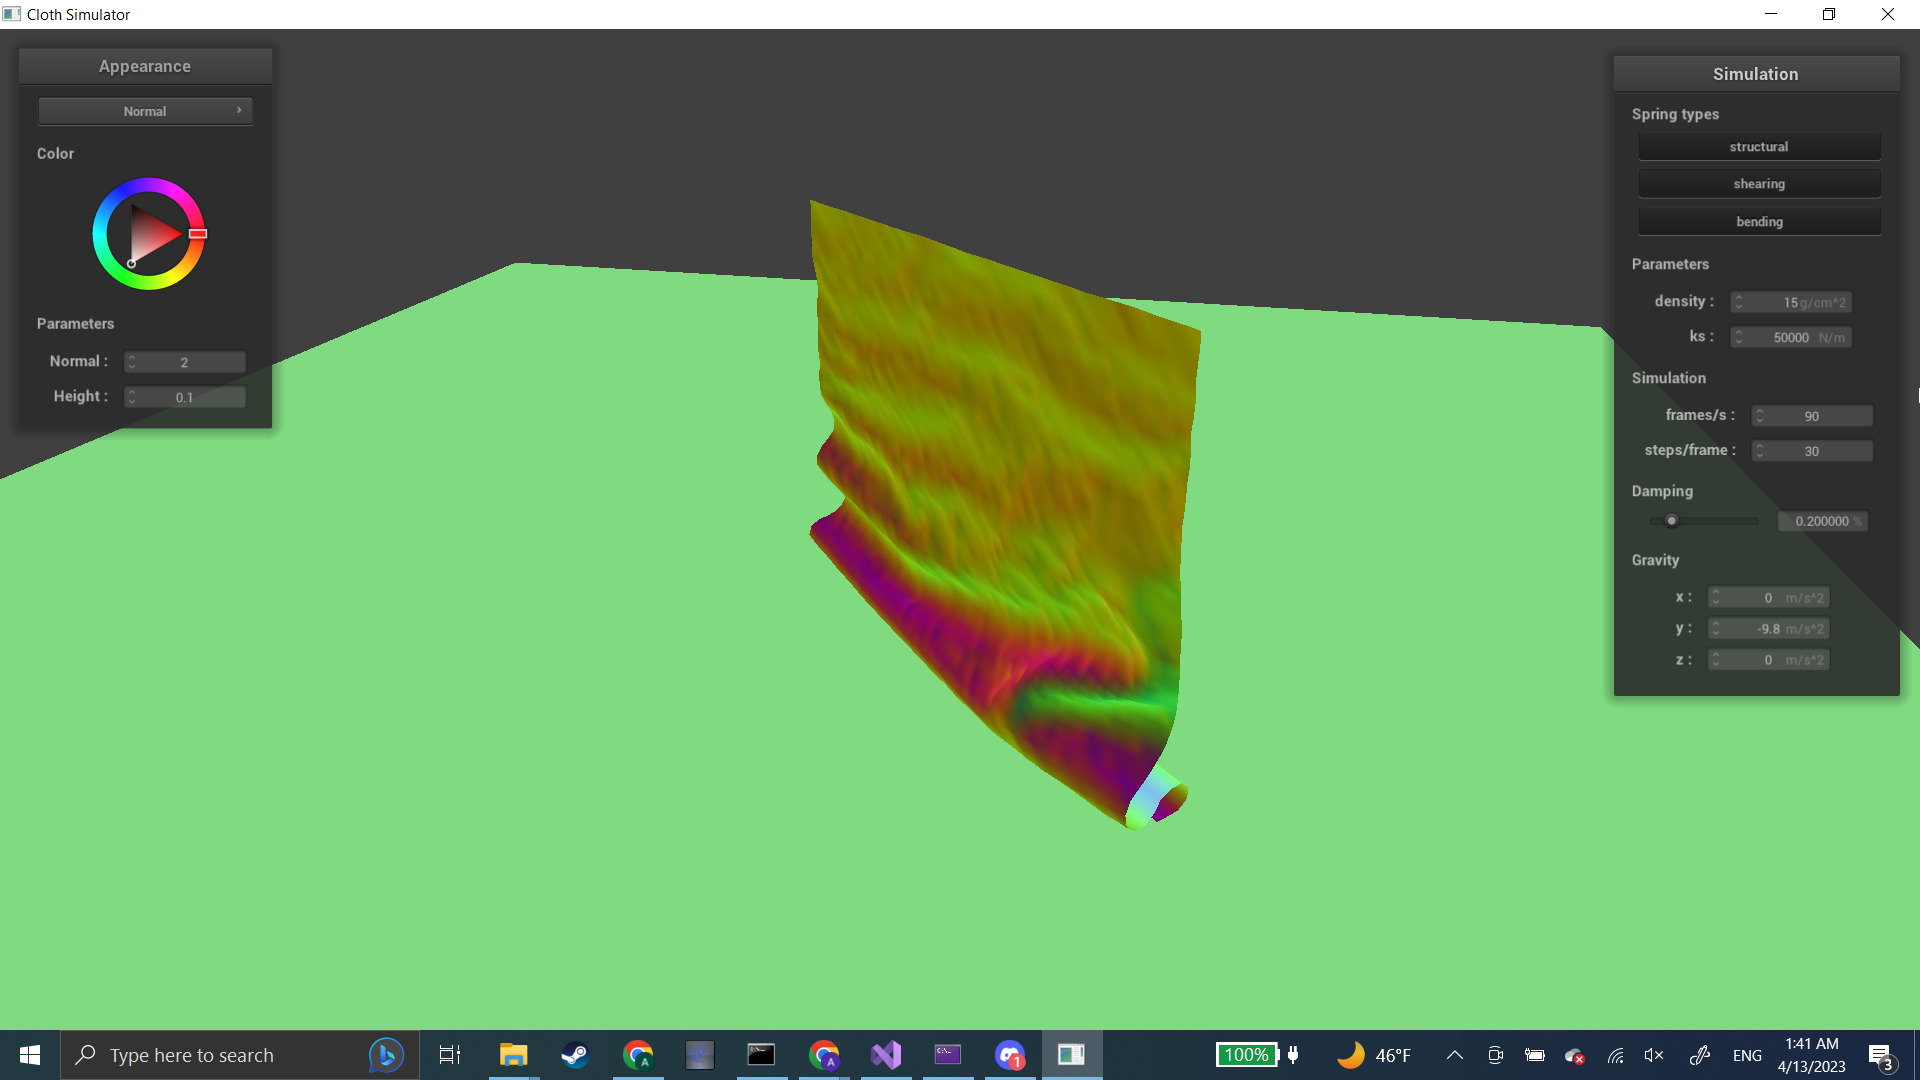 Cloth Simulator
Appearance
Normal
Color
Parameters
Normal : 2
Height : 0.1
Simulation
Spring types
structural
shearing
bending
Parameters
density : 15 g/cm^2
ks : 50000 N/m
Simulation
frames/s : 90
steps/frame : 30
Damping
0.200000 %
Gravity
x : 0 m/s^2
y : -9.8 m/s^2
z : 0 m/s^2
Type here to search
A
A
1
100%
46°F
ENG
1:41 AM
4/13/2023
3